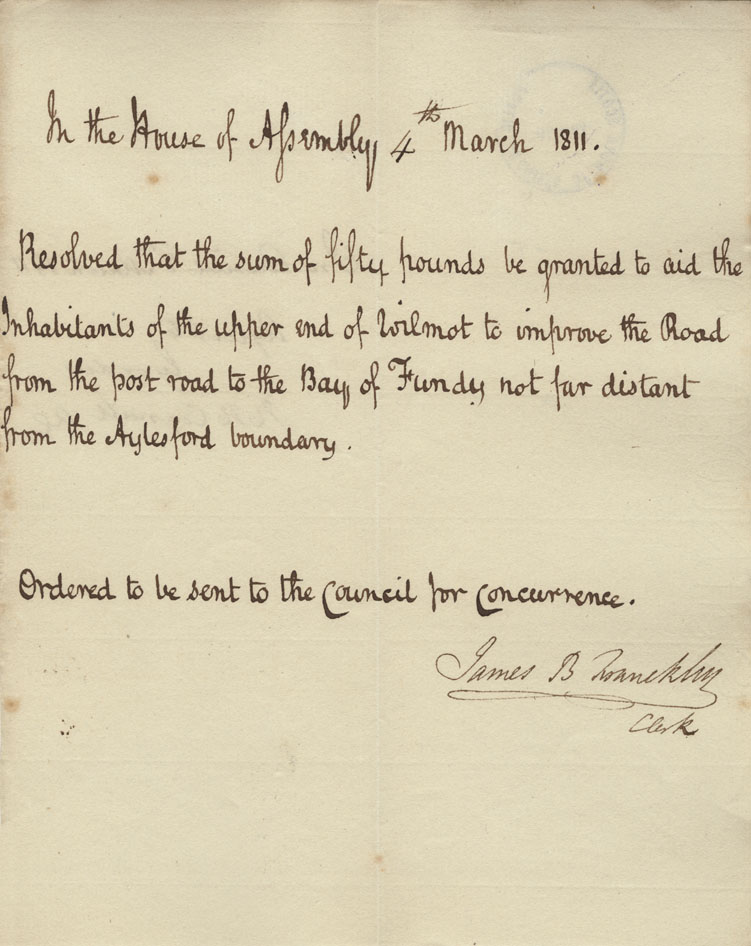 In the House of Assembly, 4th March 1811.
Resolved that the sum of fifty pounds be granted to aid the
Inhabitants of the upper end of Wilmot to improve the Road
from the post road to the Bay of Fundy not far distant
from the Aylesford boundary.
Ordered to be sent to the Council for Concurrence.
James B Franckling
Clerk